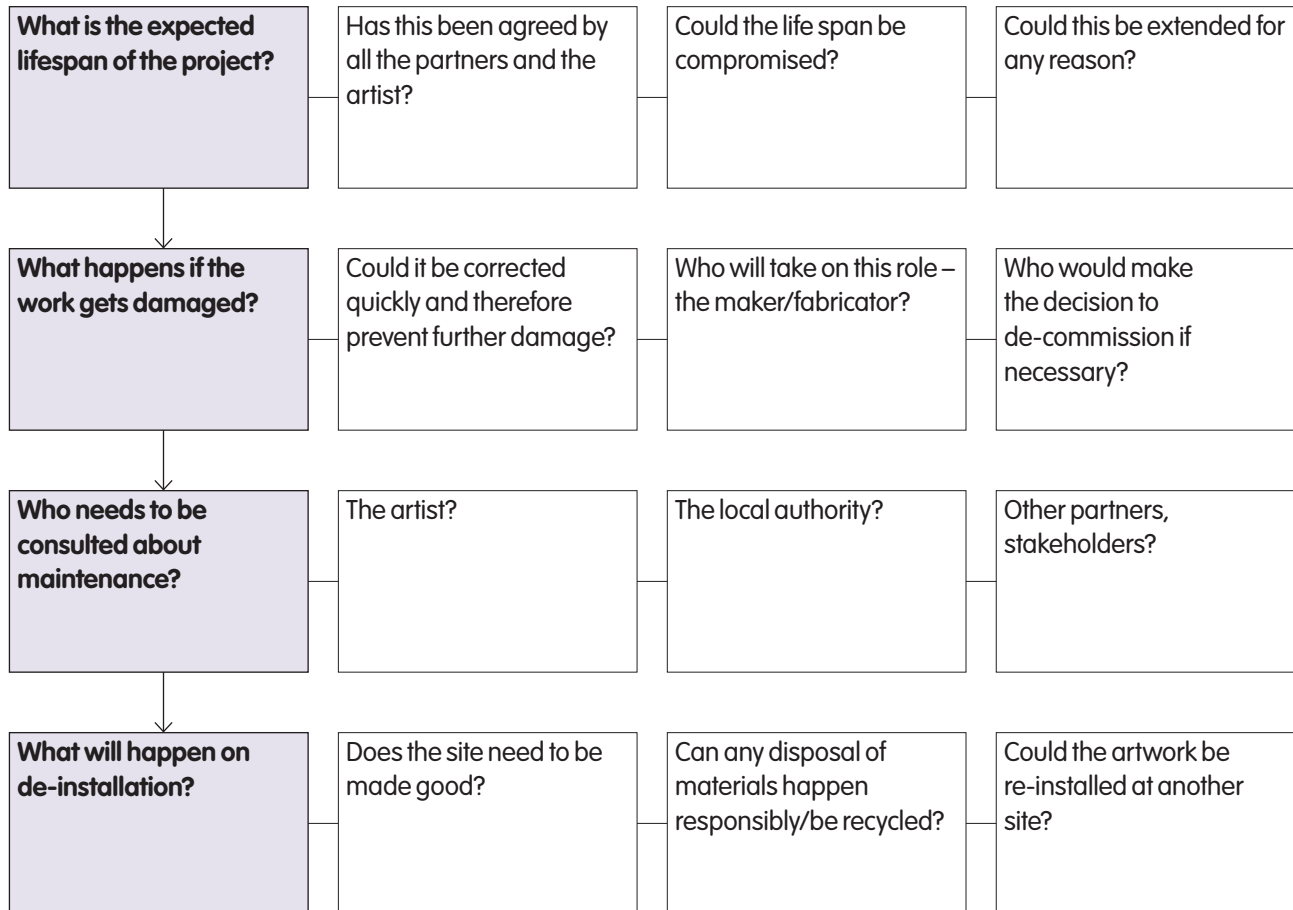 What is the expected
lifespan of the project?
Has this been agreed by
all the partners and the
artist?
Could the life span be
compromised?
Could this be extended for
any reason?
What happens if the
work gets damaged?
Could it be corrected
quickly and therefore
prevent further damage?
Who will take on this role –
the maker/fabricator?
Who would make
the decision to
de-commission if
necessary?
Who needs to be
consulted about
maintenance?
The artist?
The local authority?
Other partners,
stakeholders?
What will happen on
de-installation?
Does the site need to be
made good?
Can any disposal of
materials happen
responsibly/be recycled?
Could the artwork be
re-installed at another
site?